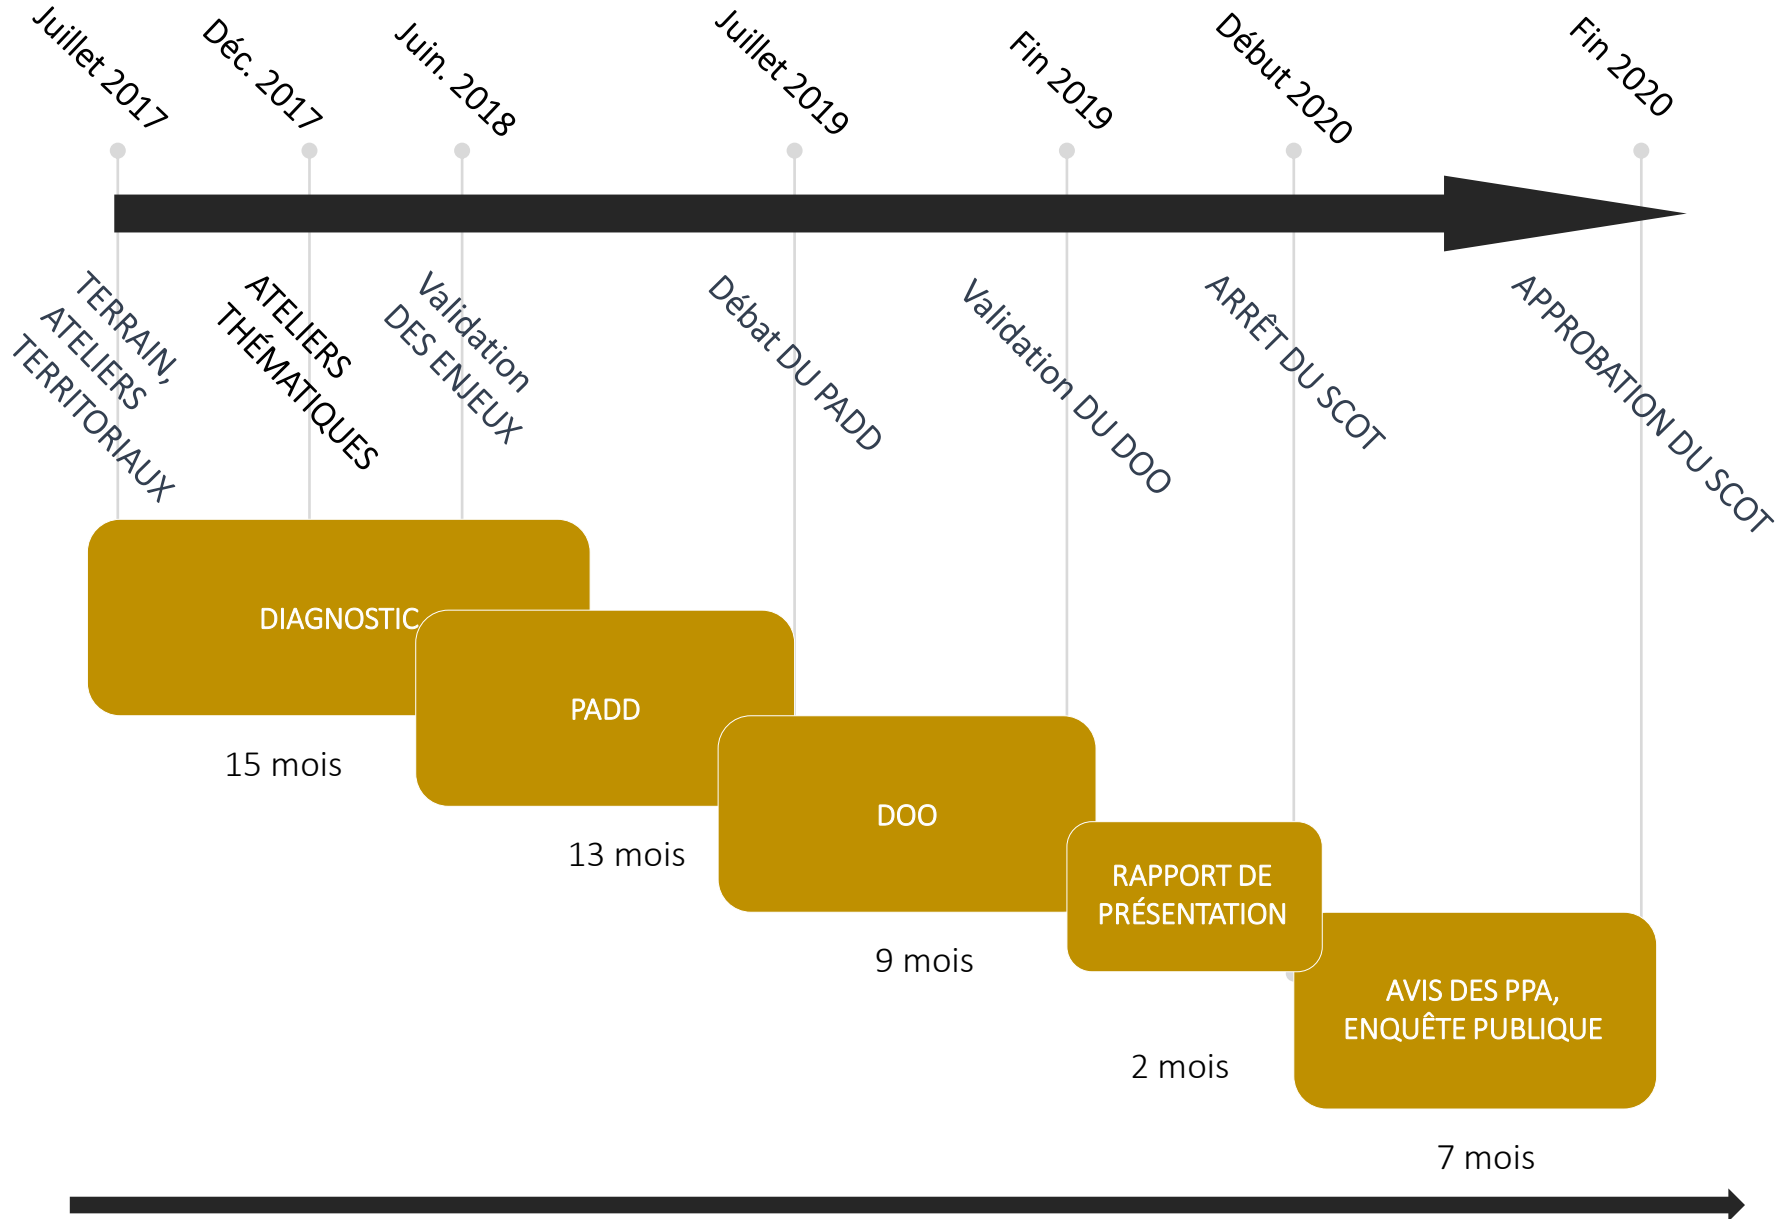 Juillet 2017
Déc. 2017
Juin. 2018
Juillet 2019
Fin 2019
Début 2020
Fin 2020
TERRAIN,
ATELIERS
TERRITORIAUX
ATELIERS
THÉMATIQUES
Validation
DES ENJEUX
Débat DU PADD
Validation DU DOO
ARRÊT DU SCOT
APPROBATION DU SCOT
DIAGNOSTIC
15 mois
PADD
13 mois
DOO
9 mois
RAPPORT DE
PRÉSENTATION
2 mois
AVIS DES PPA,
ENQUÊTE PUBLIQUE
7 mois